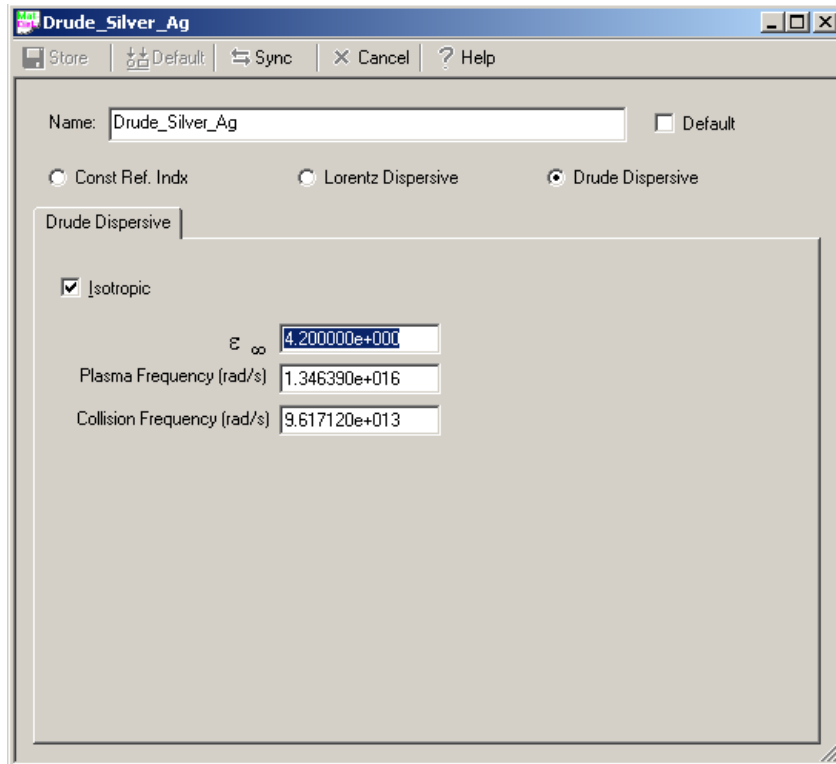 Drude_Silver_Ag
Store Default Sync Cancel ? Help
Name: Drude_Silver_Ag Default
Const Ref. Indx Lorentz Dispersive Drude Dispersive
Drude Dispersive
Isotropic
ε ∞ 4.200000e+000
Plasma Frequency (rad/s) 1.346390e+016
Collision Frequency (rad/s) 9.617120e+013